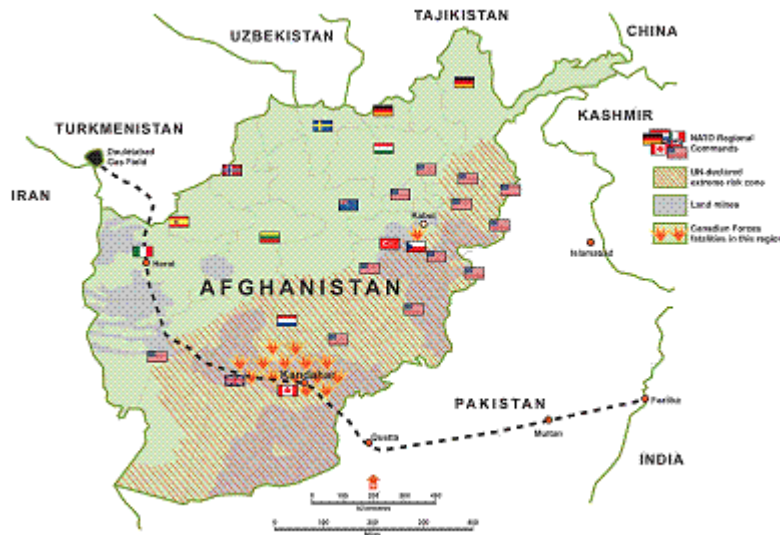 TAJIKISTAN
UZBEKISTAN
CHINA
KASHMIR
TURKMENISTAN
Dauletabad
Gas Field
IRAN
NATO Regional
Commands
UN-declared
extreme risk zone
Land mines
Canadian Forces
fatalities in this region
Kabul
Islamabad
Herat
AFGHANISTAN
Kandahar
PAKISTAN
Quetta
Multan
Fazilka
INDIA
0 100 200 300 400
kilometres
0 100 200 300 400
Miles